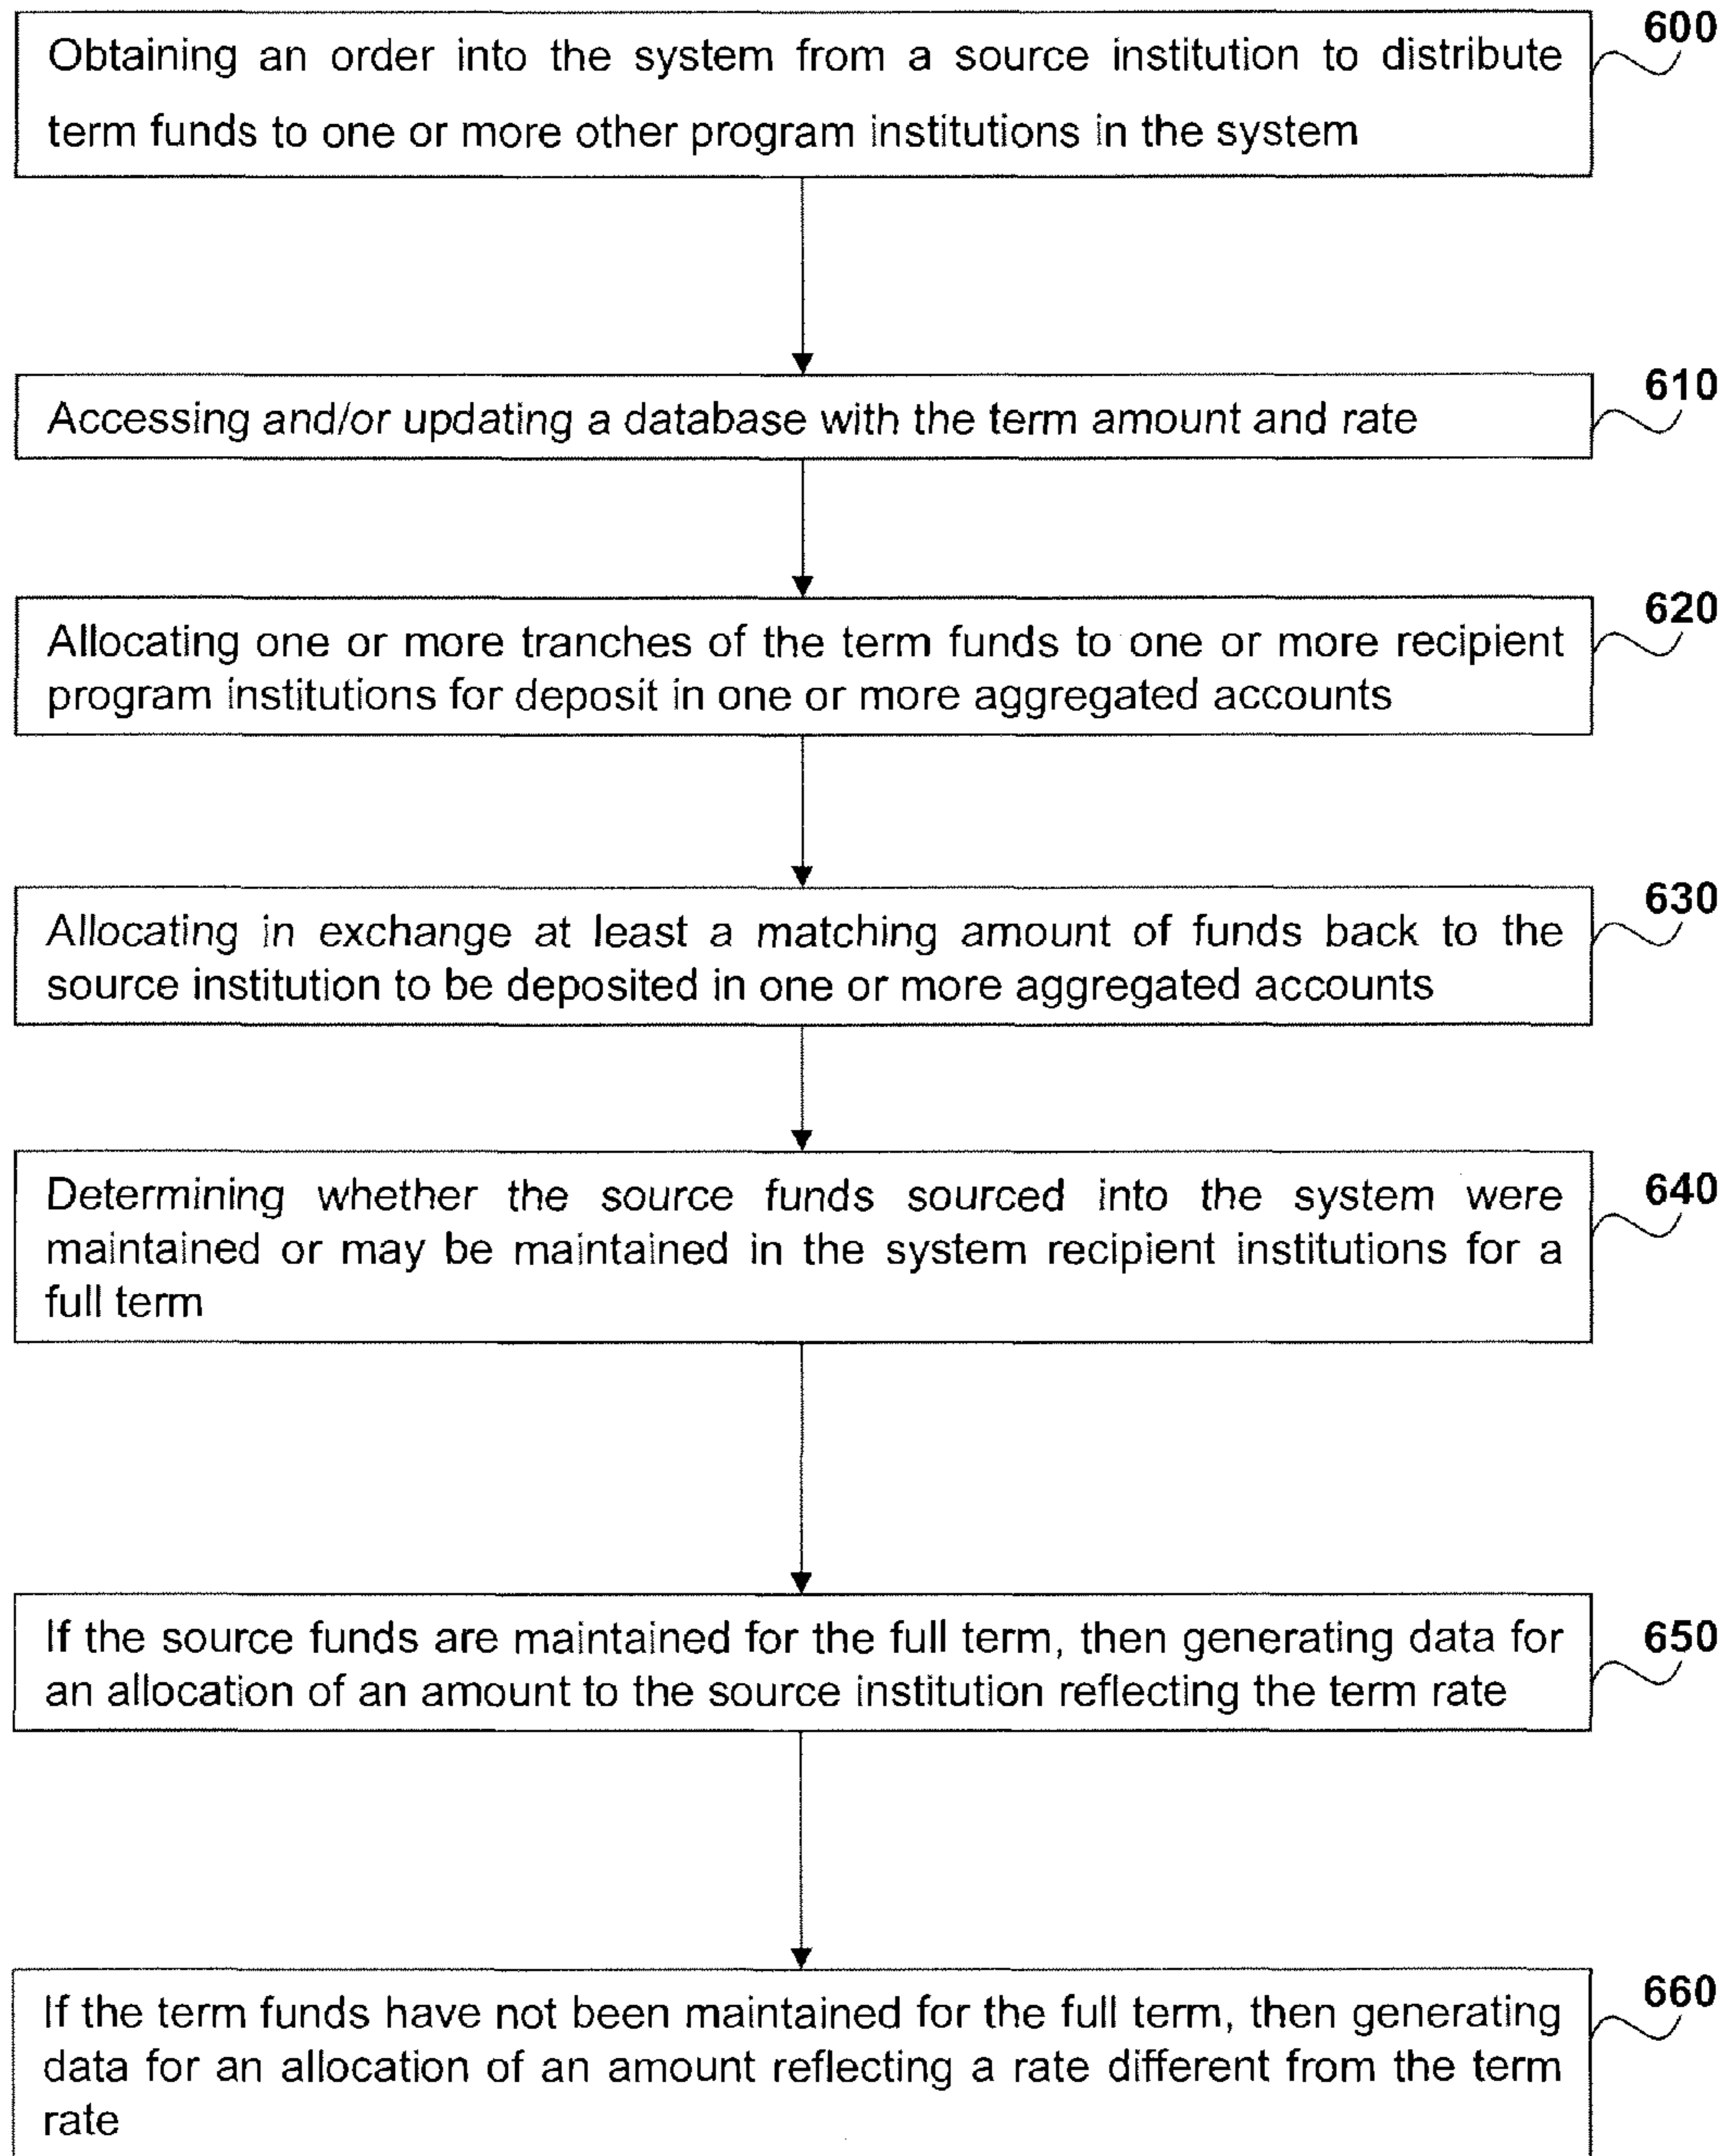 600
Obtaining an order into the system from a source institution to distribute
term funds to one or more other program institutions in the system
610
Accessing and/or updating a database with the term amount and rate
620
Allocating one or more tranches of the term funds to one or more recipient
program institutions for deposit in one or more aggregated accounts
630
Allocating in exchange at least a matching amount of funds back to the
source institution to be deposited in one or more aggregated accounts
640
Determining whether the source funds sourced into the system were
maintained or may be maintained in the system recipient institutions for a
full term
650
If the source funds are maintained for the full term, then generating data for
an allocation of an amount to the source institution reflecting the term rate
660
If the term funds have not been maintained for the full term, then generating
data for an allocation of an amount reflecting a rate different from the term
rate